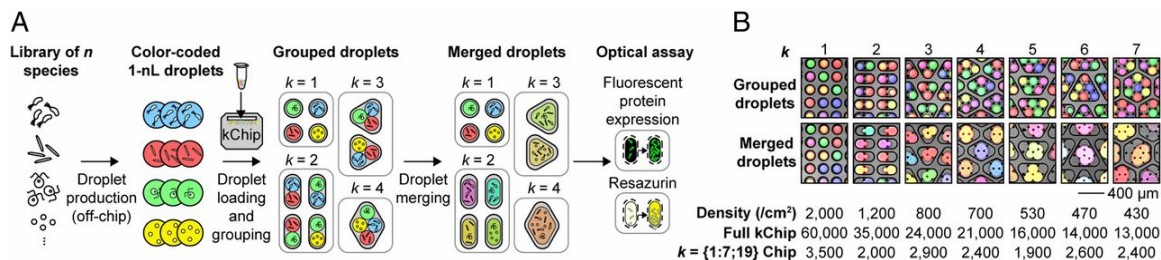 A
Library of n
species
Color-coded
1-nL droplets
Grouped droplets
Merged droplets
Optical assay
kChip
k = 1
k = 3
k = 2
k = 4
k = 1
k = 3
k = 2
k = 4
Droplet
production
(off-chip)
Droplet
loading
and
grouping
Droplet
merging
Fluorescent
protein
expression
Resazurin
B
k 1 2 3 4 5 6 7
Grouped
droplets
Merged
droplets
400 μm
Density (/cm²) 2,000 1,200 800 700 530 470 430
Full kChip 60,000 35,000 24,000 21,000 16,000 14,000 13,000
k = {1:7;19} Chip 3,500 2,000 2,900 2,400 1,900 2,600 2,400